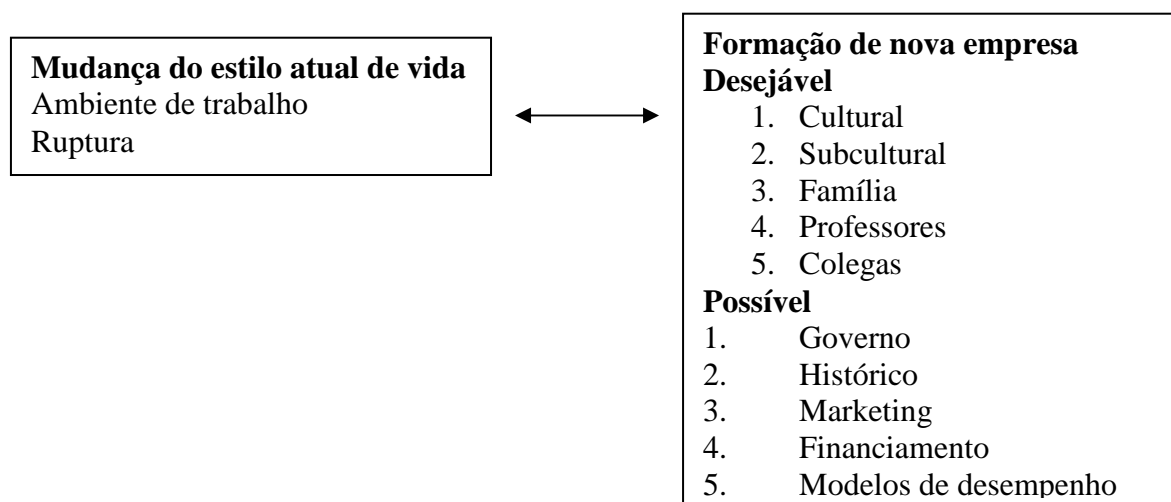 Mudança do estilo atual de vida
Ambiente de trabalho
Ruptura
Formação de nova empresa
Desejável
1. Cultural
2. Subcultural
3. Família
4. Professores
5. Colegas
Possível
1. Governo
2. Histórico
3. Marketing
4. Financiamento
5. Modelos de desempenho